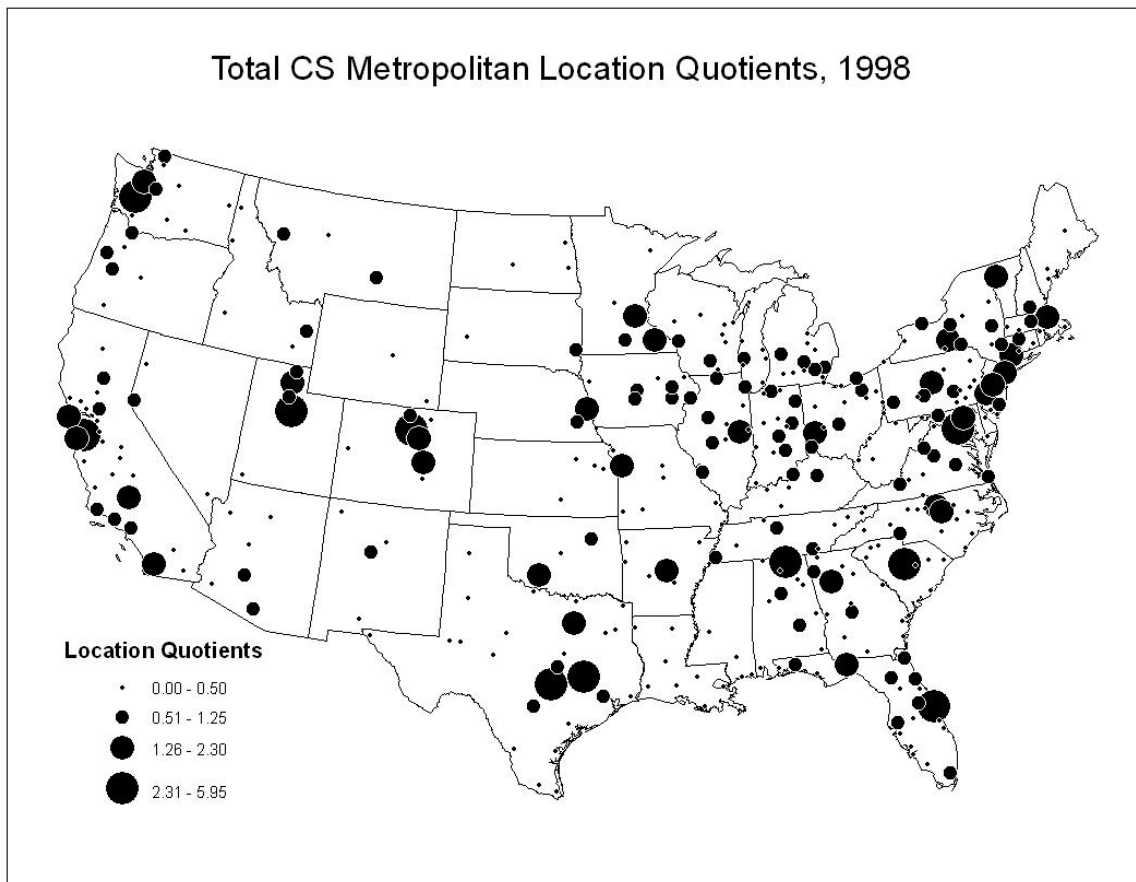 Total CS Metropolitan Location Quotients, 1998
Location Quotients
0.00 - 0.50
0.51 - 1.25
1.26 - 2.30
2.31 - 5.95